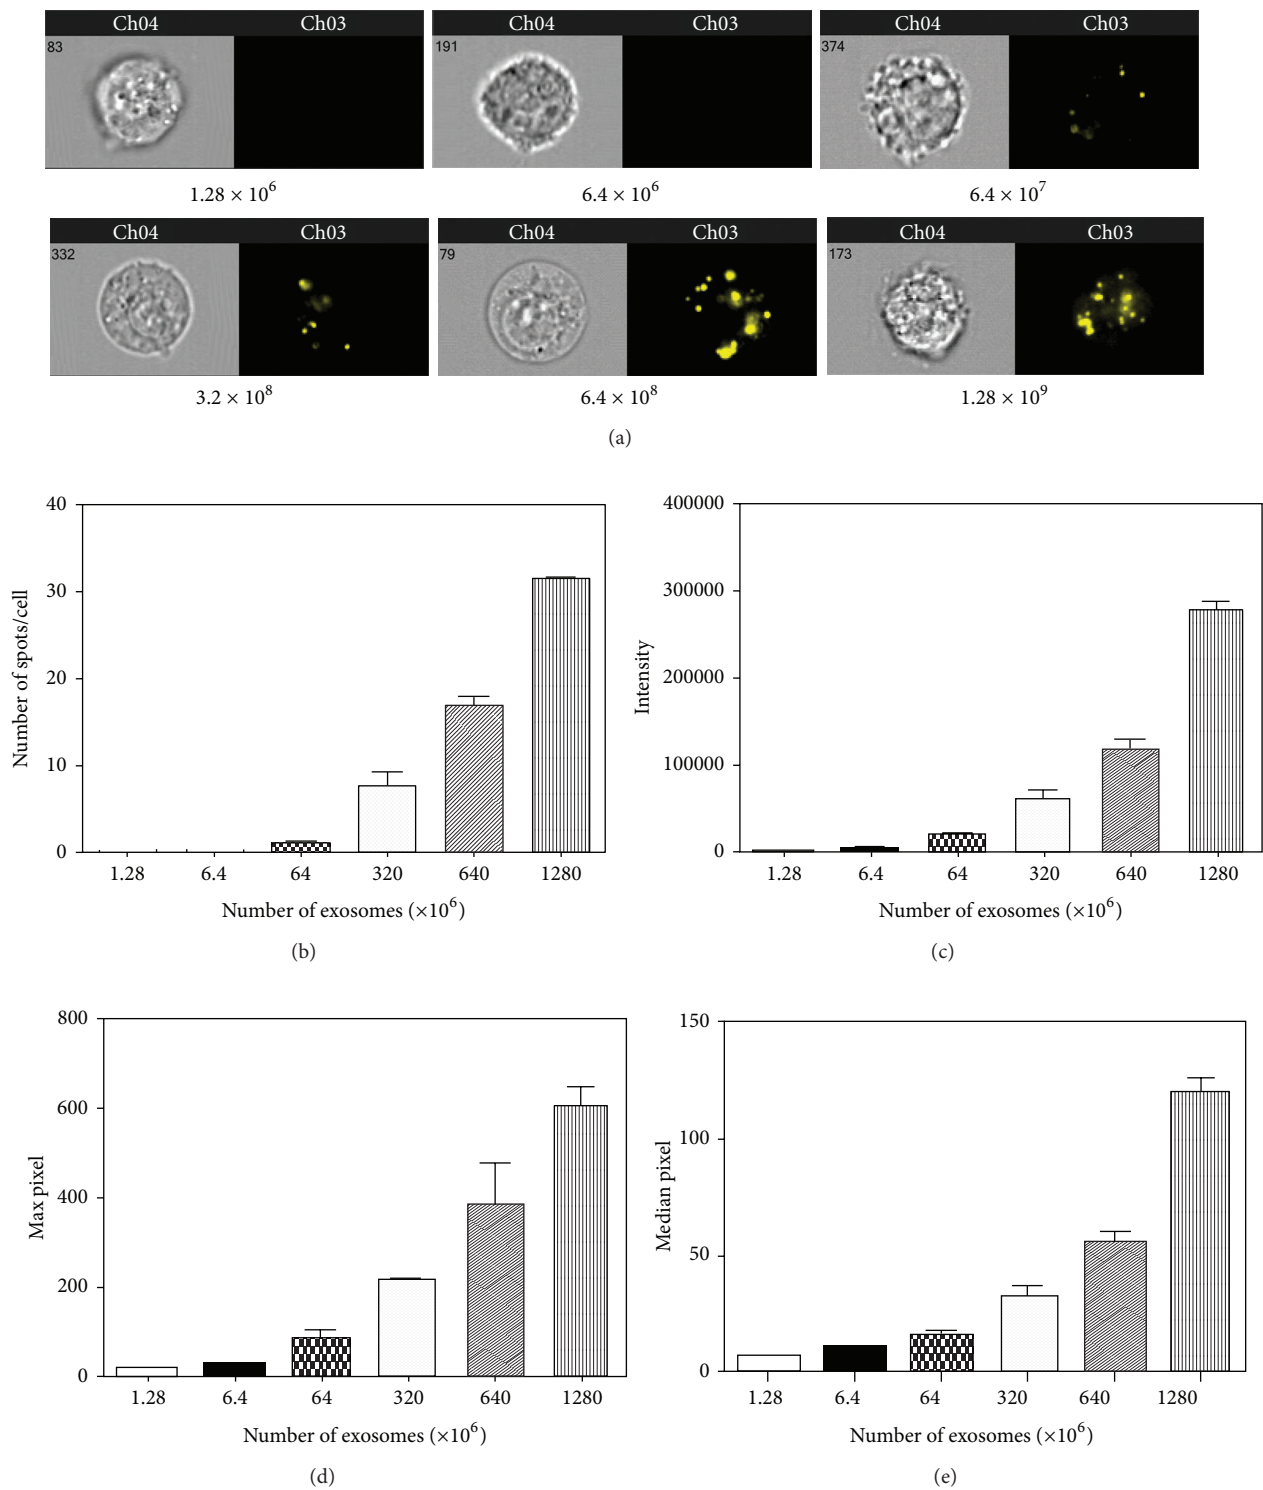 Ch04 Ch03 Ch04 Ch03 Ch04 Ch03
83 191 374
1.28 × 10^6 6.4 × 10^6 6.4 × 10^7
Ch04 Ch03 Ch04 Ch03 Ch04 Ch03
332 79 173
3.2 × 10^8 6.4 × 10^8 1.28 × 10^9
(a)
40
30
20
10
0
Number of spots/cell
1.28 6.4 64 320 640 1280
Number of exosomes (×10^6)
(b)
400000
300000
200000
100000
0
Intensity
1.28 6.4 64 320 640 1280
Number of exosomes (×10^6)
(c)
800
600
400
200
0
Max pixel
1.28 6.4 64 320 640 1280
Number of exosomes (×10^6)
(d)
150
100
50
0
Median pixel
1.28 6.4 64 320 640 1280
Number of exosomes (×10^6)
(e)